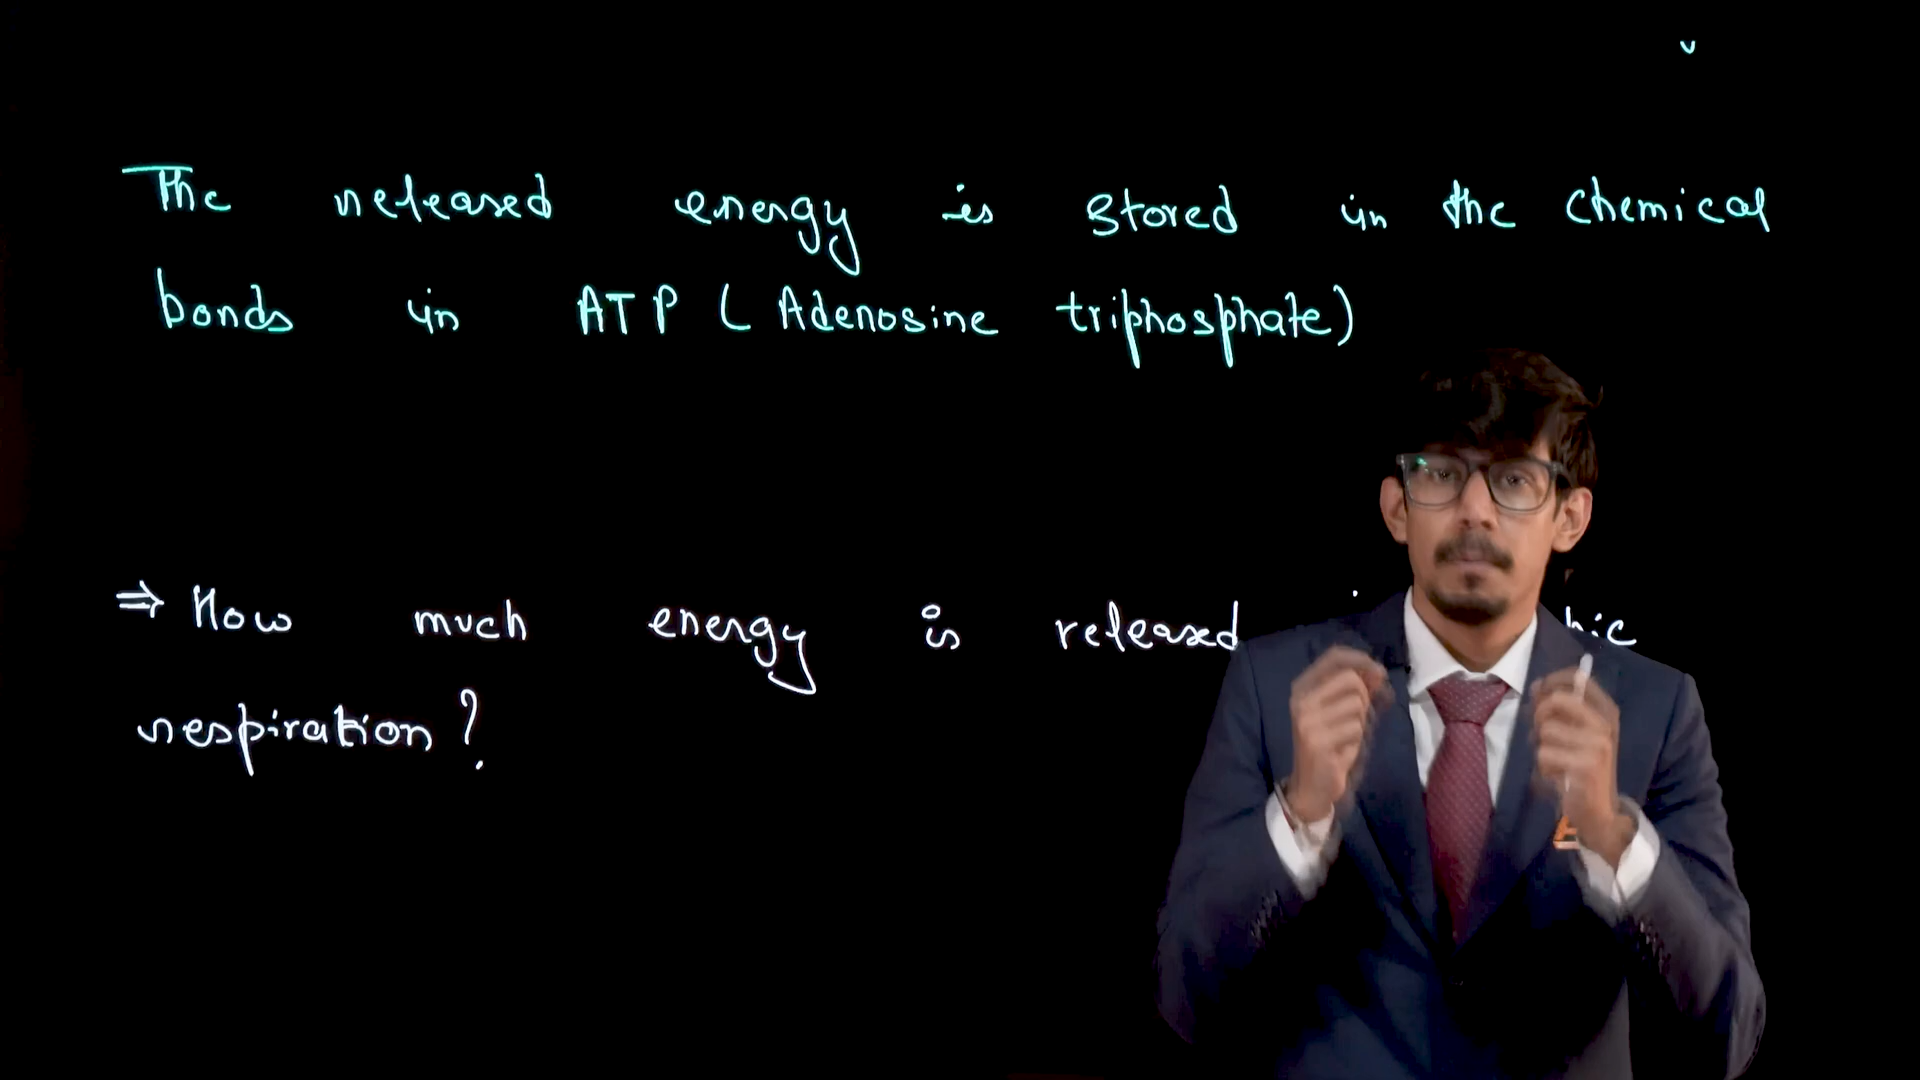 The released energy is stored in the chemical
bonds in ATP (Adenosine triphosphate)
⇒ How much energy is released
respiration?